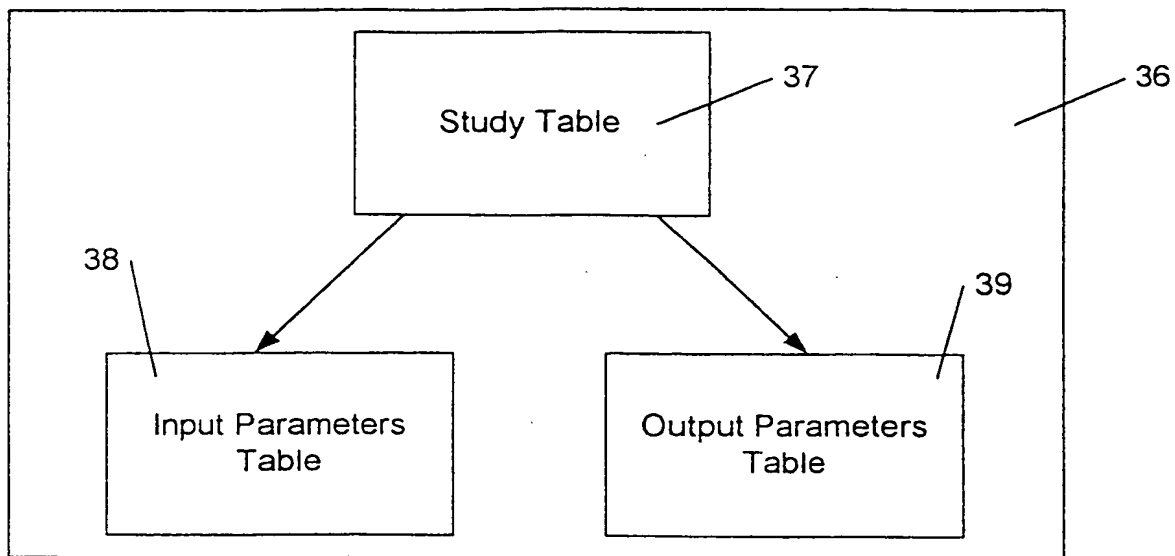 37
36
Study Table
38
39
Input Parameters
Table
Output Parameters
Table